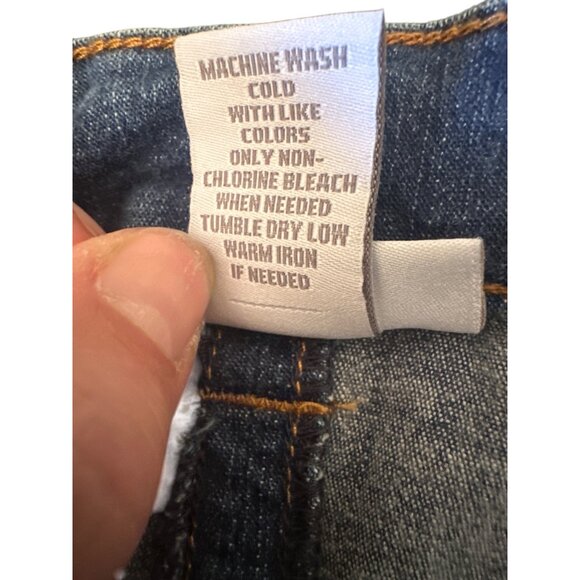 MACHINE WASH
COLD
WITH LIKE
COLORS
ONLY NON-
CHLORINE BLEACH
WHEN NEEDED
TUMBLE DRY LOW
WARM IRON
IF NEEDED